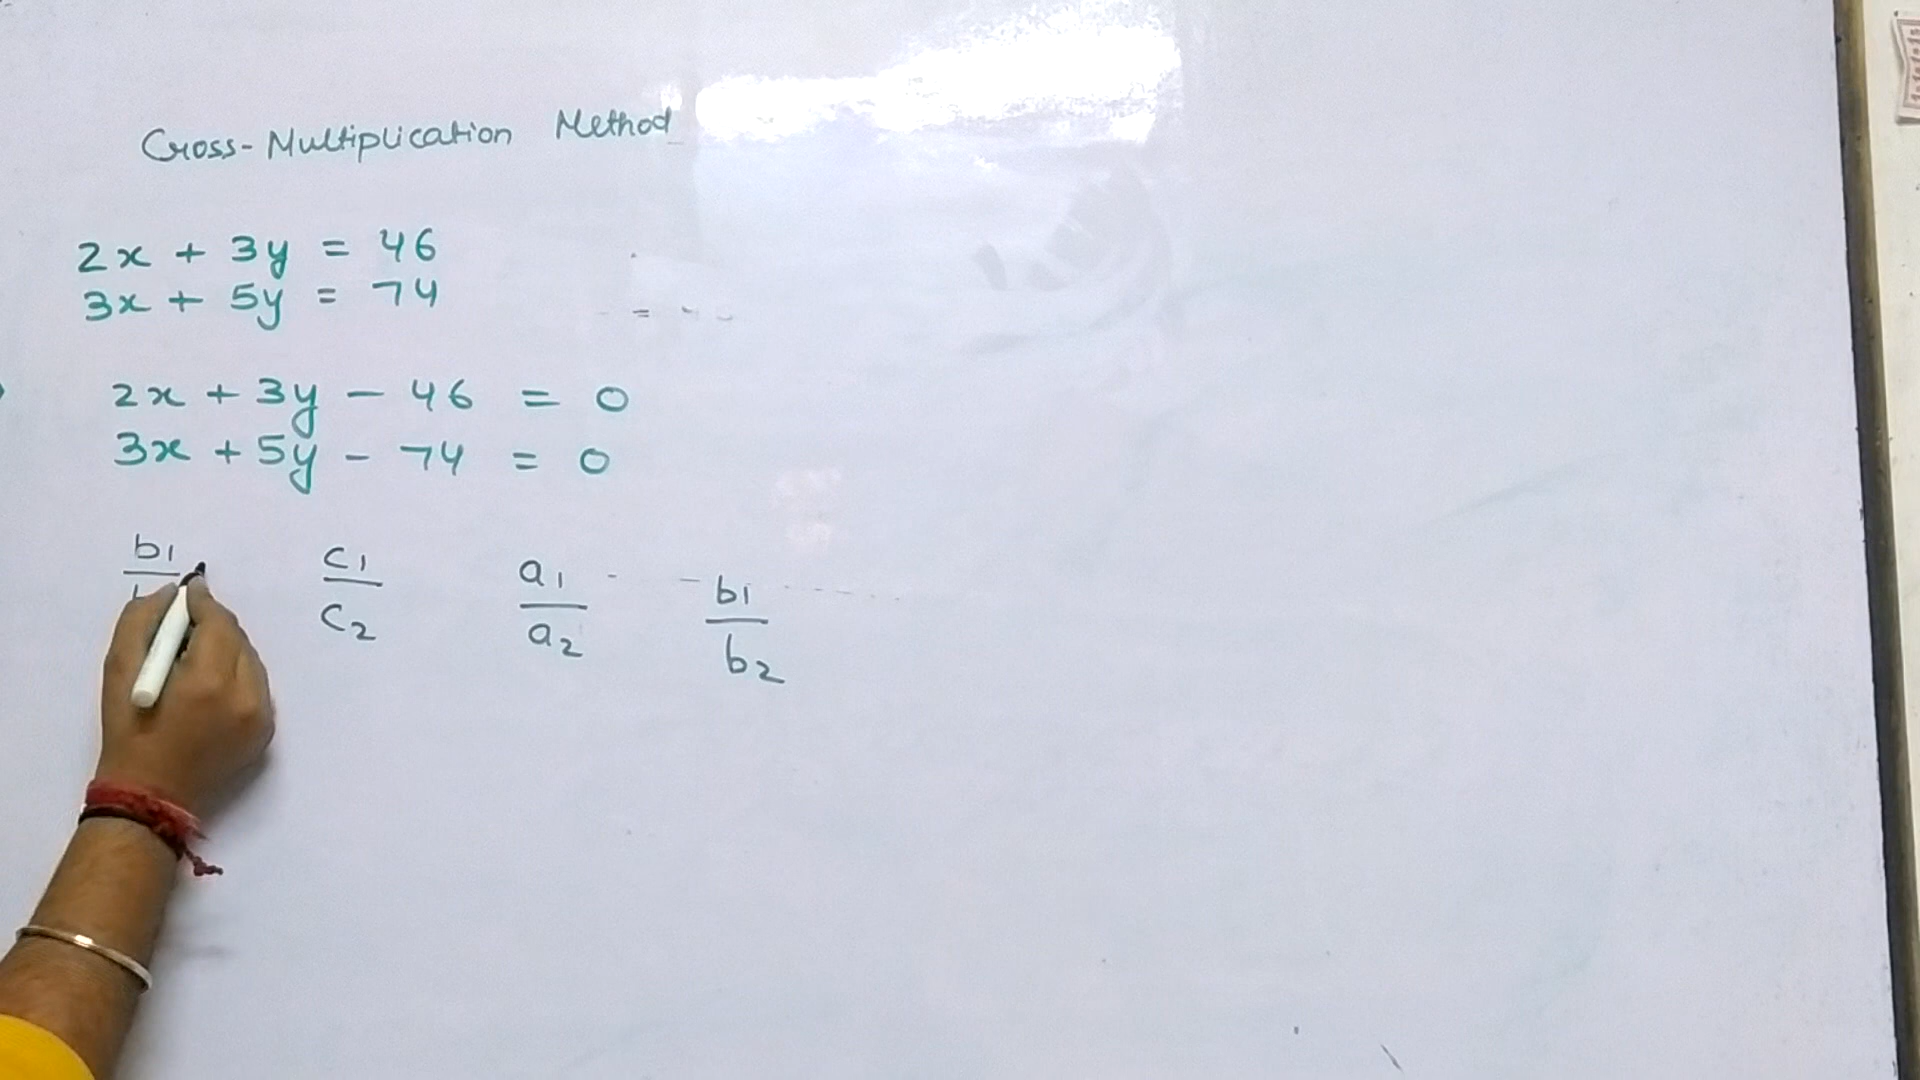 Cross-Multiplication Method
2x + 3y = 46
3x + 5y = 74
2x + 3y - 46 = 0
3x + 5y - 74 = 0
b1 c1 a1 b1
c2 a2 b2